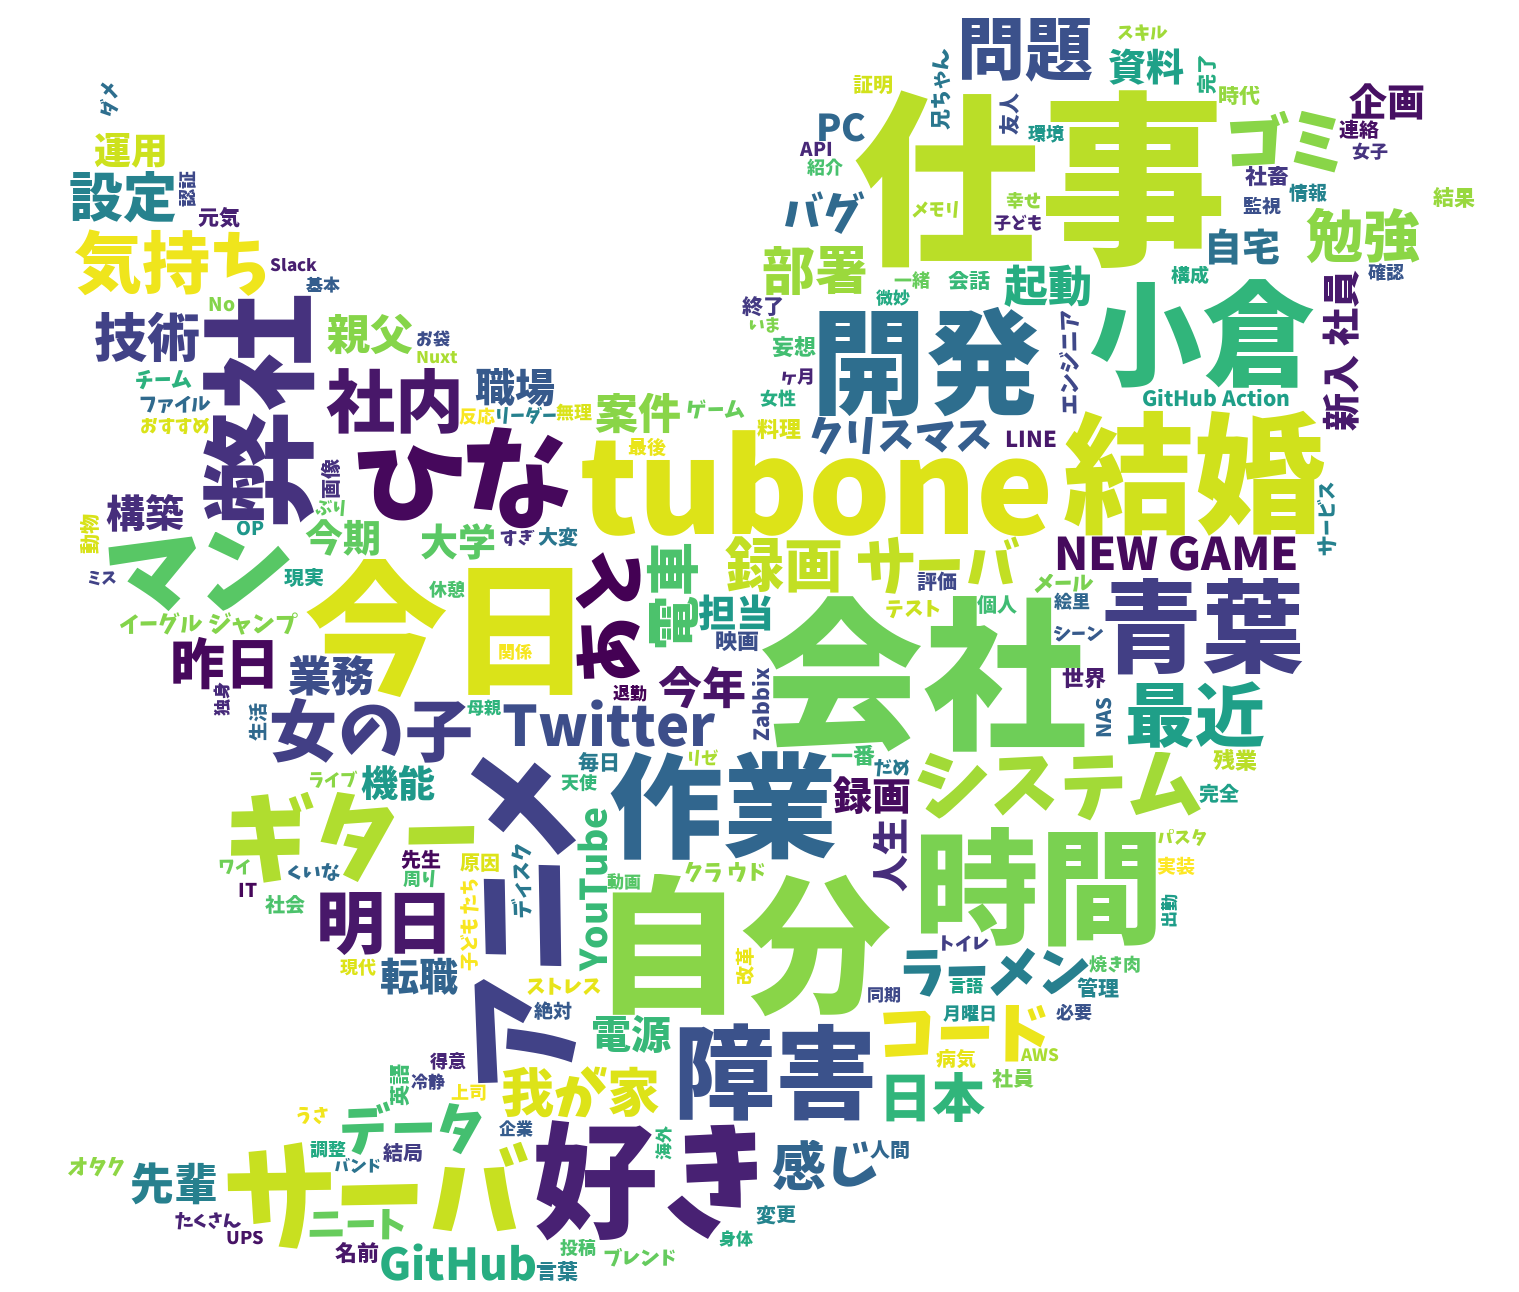 問題
スキル
資料
完了
証明
兄ちゃん
時代
企画
ダメ
仕事
友人
環境
ゴミ
連絡
PC
API
紹介
女子
運用
社畜
情報
設定
認証
バグ
メモリ
幸せ
子ども
監視
結果
元気
勉強
自宅
気持ち
Slack
部署
一緒
会話
起動
構成
確認
基本
No
弊社
微妙
終了
いま
開発
小倉
新入 社員
技術
親父
お袋
Nuxt
妄想
エンジニア
チーム
社内
職場
ヶ月
女性
GitHub Action
ファイル
おすすめ
反応
リーダー
無理
案件
ゲーム
料理
クリスマス
LINE
結婚
ひな
最後
tubone
画像
ぶり
サービス
構築
動物
OP
今期
大学
すぎ
大変
マン
電車
録画 サーバ
NEW GAME
ミス
現実
今日
休憩
えす
担当
評価
メール
テスト
個人
絵里
青葉
イーグル ジャンプ
映画
会社
シーン
昨日
業務
関係
退勤
今年
世界
独身
生活
女の子
母親
Twitter
Zabbix
NAS
最近
アニメ
毎日
リゼ
一番
だめ
システム
残業
ライブ
機能
天使
作業
録画
完全
ギター
YouTube
人生
時間
パスタ
ワイ
くいな
先生
周り
原因
ディスク
実装
IT
社会
動画
クラウド
明日
子どもたち
自分
出勤
現代
転職
改革
トイレ
ラーメン
言語
焼き肉
ストレス
同期
管理
絶対
電源
コード
月曜日
必要
得意
障害
病気
AWS
英語
冷静
上司
我が家
日本
社員
うさ
データ
企業
好き
海外
調整
バンド
結局
感じ
人間
オタク
先輩
サーバ
たくさん
UPS
ニート
変更
身体
名前
GitHub
投稿
ブレンド
言葉